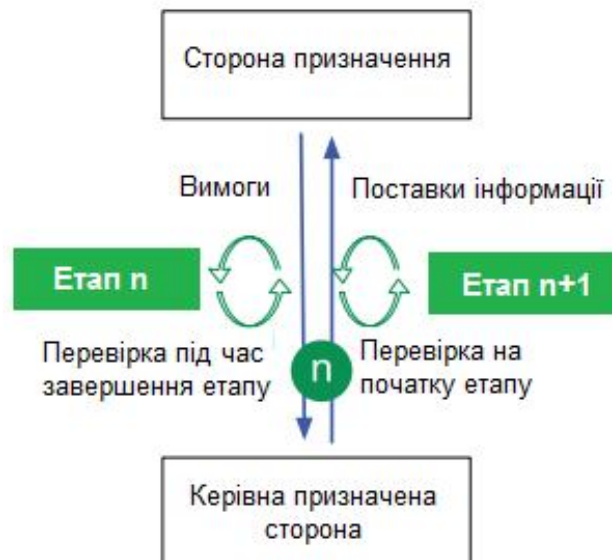 Сторона призначення
Вимоги
Поставки інформації
Етап n
Етап n+1
Перевірка під час
завершення етапу
n
Перевірка на
початку етапу
Керівна призначена
сторона